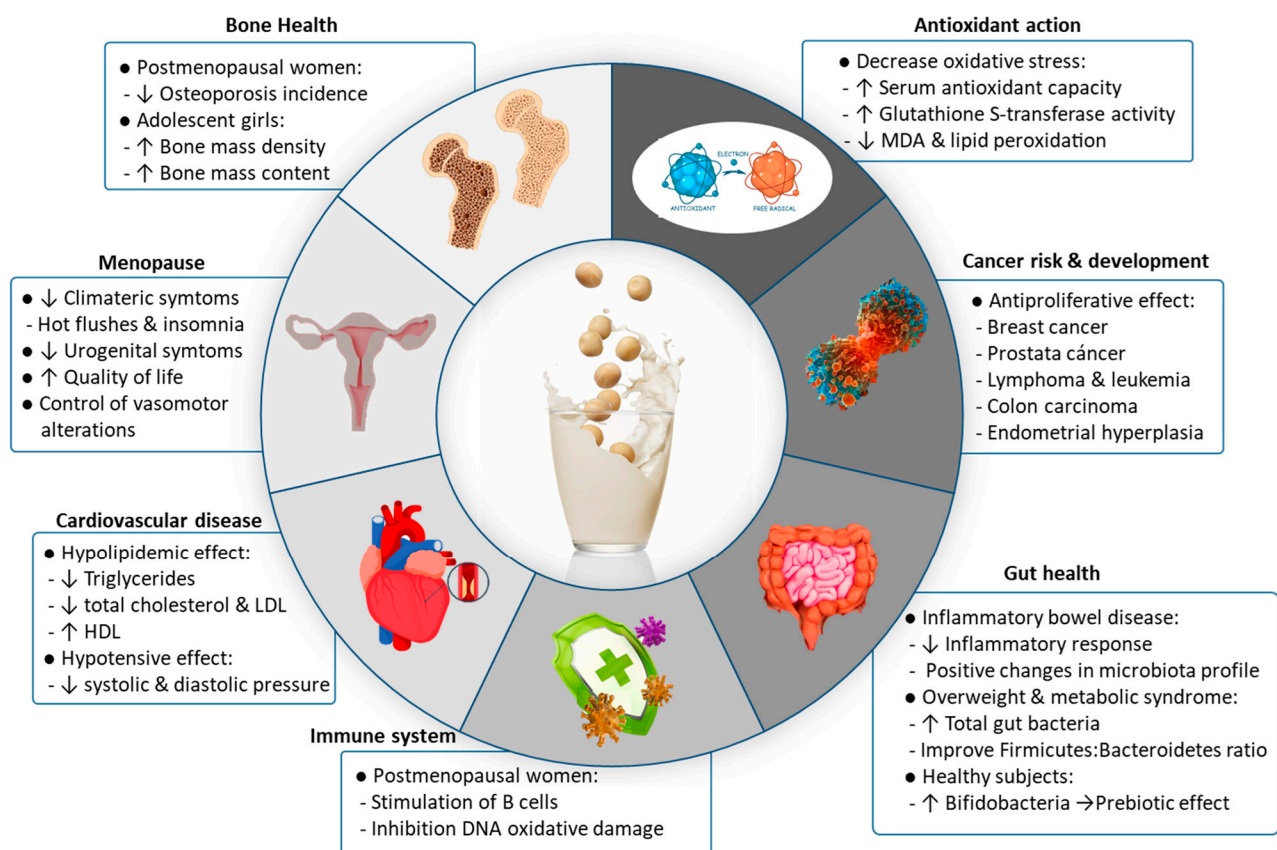 Bone Health
● Postmenopausal women:
- ↓ Osteoporosis incidence
● Adolescent girls:
- ↑ Bone mass density
- ↑ Bone mass content
Antioxidant action
● Decrease oxidative stress:
- ↑ Serum antioxidant capacity
- ↑ Glutathione S-transferase activity
- ↓ MDA & lipid peroxidation
ELECTRON
ANTIOXIDANT
FREE RADICAL
Menopause
● ↓ Climateric symtoms
- Hot flushes & insomnia
● ↓ Urogenital symtoms
● ↑ Quality of life
● Control of vasomotor
alterations
Cancer risk & development
● Antiproliferative effect:
- Breast cancer
- Prostata cáncer
- Lymphoma & leukemia
- Colon carcinoma
- Endometrial hyperplasia
Cardiovascular disease
● Hypolipidemic effect:
- ↓ Triglycerides
- ↓ total cholesterol & LDL
- ↑ HDL
● Hypotensive effect:
- ↓ systolic & diastolic pressure
Gut health
● Inflammatory bowel disease:
- ↓ Inflammatory response
- Positive changes in microbiota profile
● Overweight & metabolic syndrome:
- ↑ Total gut bacteria
- Improve Firmicutes:Bacteroidetes ratio
● Healthy subjects:
- ↑ Bifidobacteria →Prebiotic effect
Immune system
● Postmenopausal women:
- Stimulation of B cells
- Inhibition DNA oxidative damage